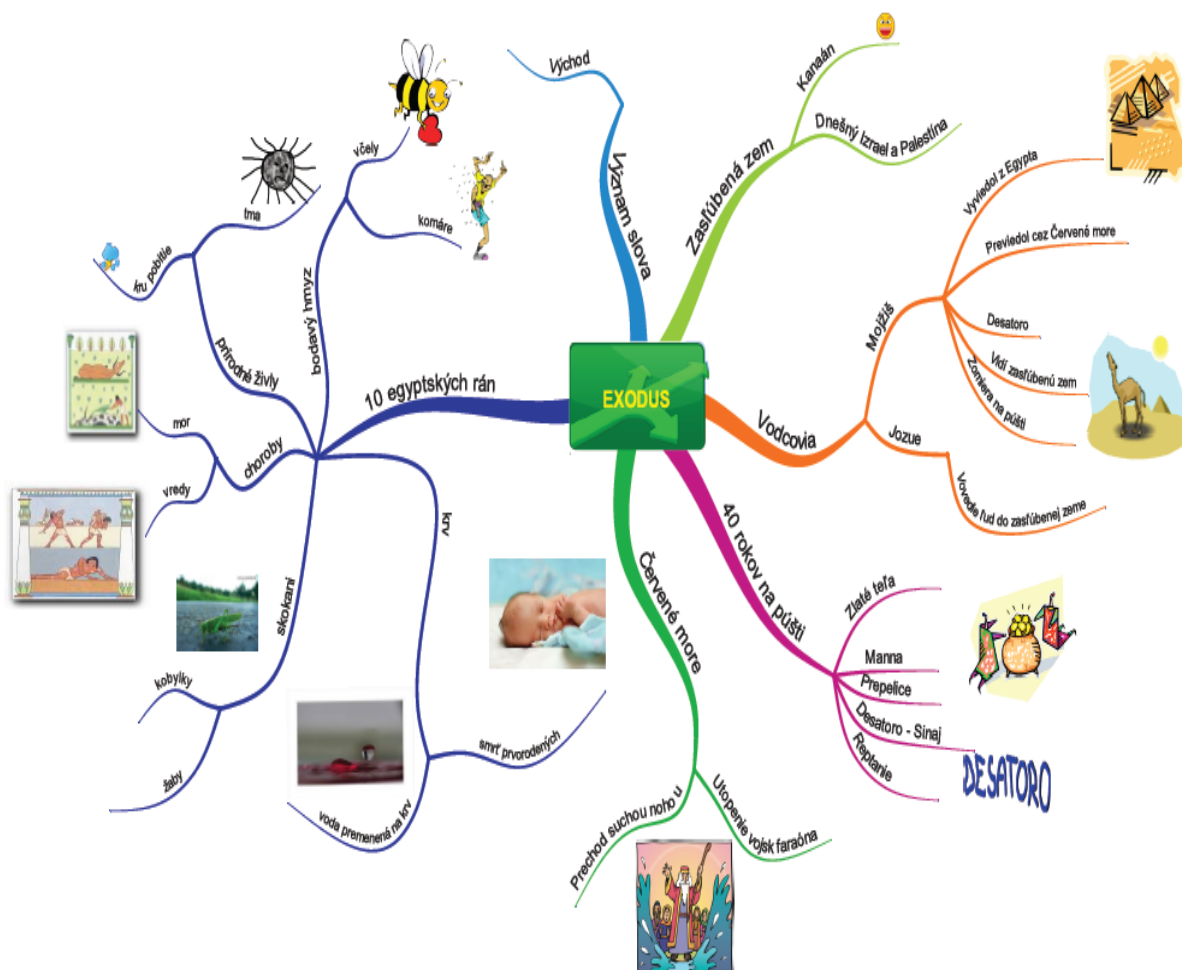 EXODUS
Význam slova
Východ
Zasľúbená zem
Kanaán
Dnešný Izrael a Palestína
Vodcovia
Mojžiš
Vyviedol z Egypta
Previedol cez Červené more
Desatoro
Vidí zasľúbenú zem
Zomiera na púšti
Jozue
Vovedie ľud do zasľúbenej zeme
40 rokov na púšti
Zlaté teľa
Manna
Prepelice
Desatoro - Sinaj
Reptanie
DESATORO
Červené more
Utopenie vojsk faraóna
Prechod suchou noho u
10 egyptských rán
krv
smrť prvorodených
voda premenená na krv
skokani
kobylky
žaby
choroby
mor
vredy
prírodné živly
tma
kru pobitie
bodavý hmyz
včely
komáre